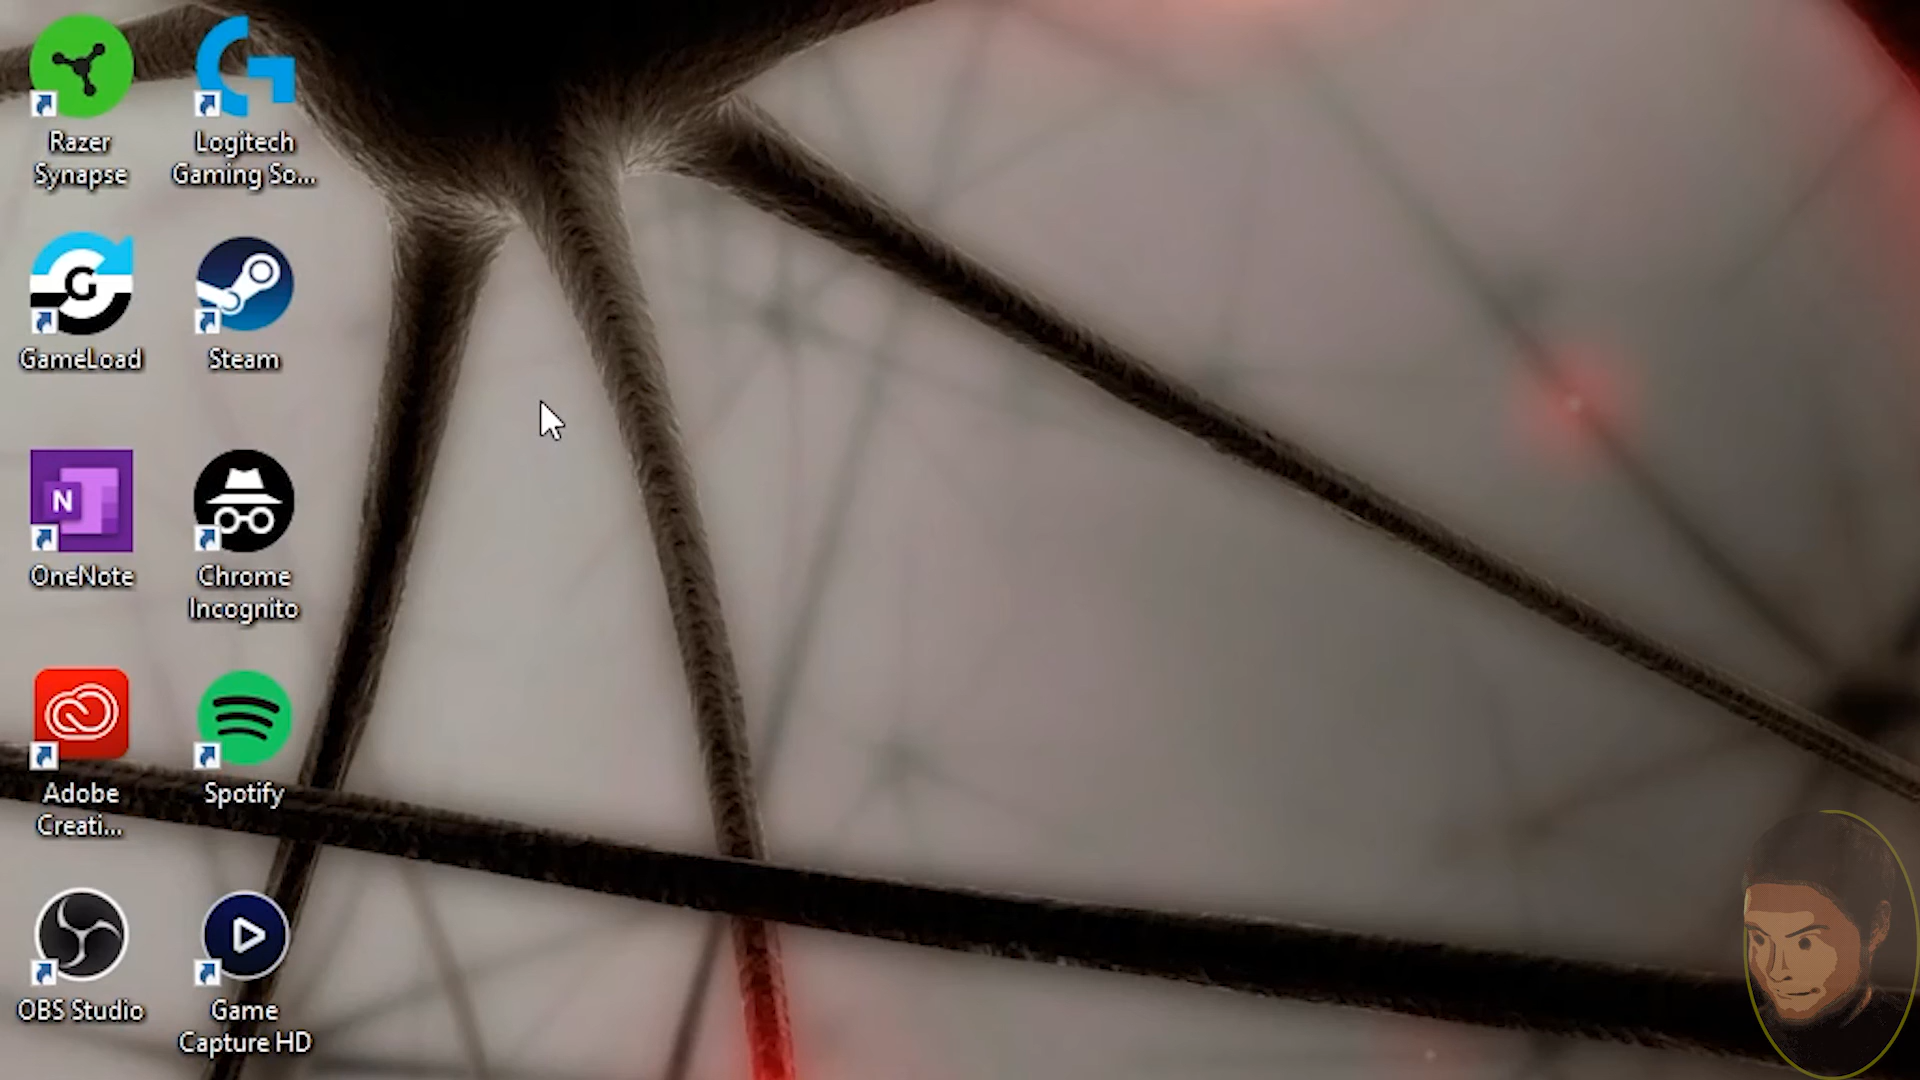 Razer
Synapse
Logitech
Gaming So...
G
GameLoad
Steam
N
OneNote
Chrome
Incognito
Adobe
Creati...
Spotify
OBS Studio
Game
Capture HD